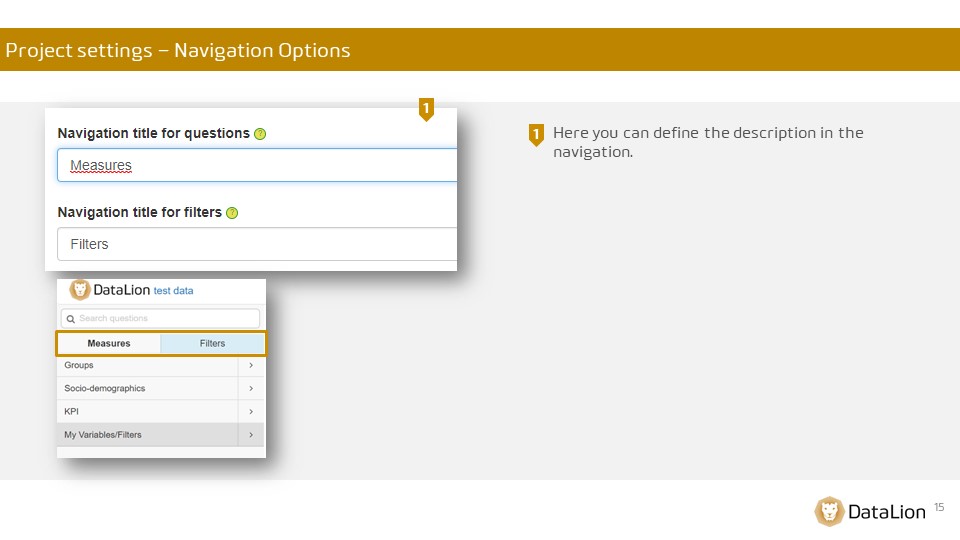 Project settings – Navigation Options
1
Navigation title for questions ?
Measures
Navigation title for filters ?
Filters
1 Here you can define the description in the
navigation.
DataLion test data
Search questions
Measures Filters
Groups
Socio-demographics
KPI
My Variables/Filters
DataLion 15